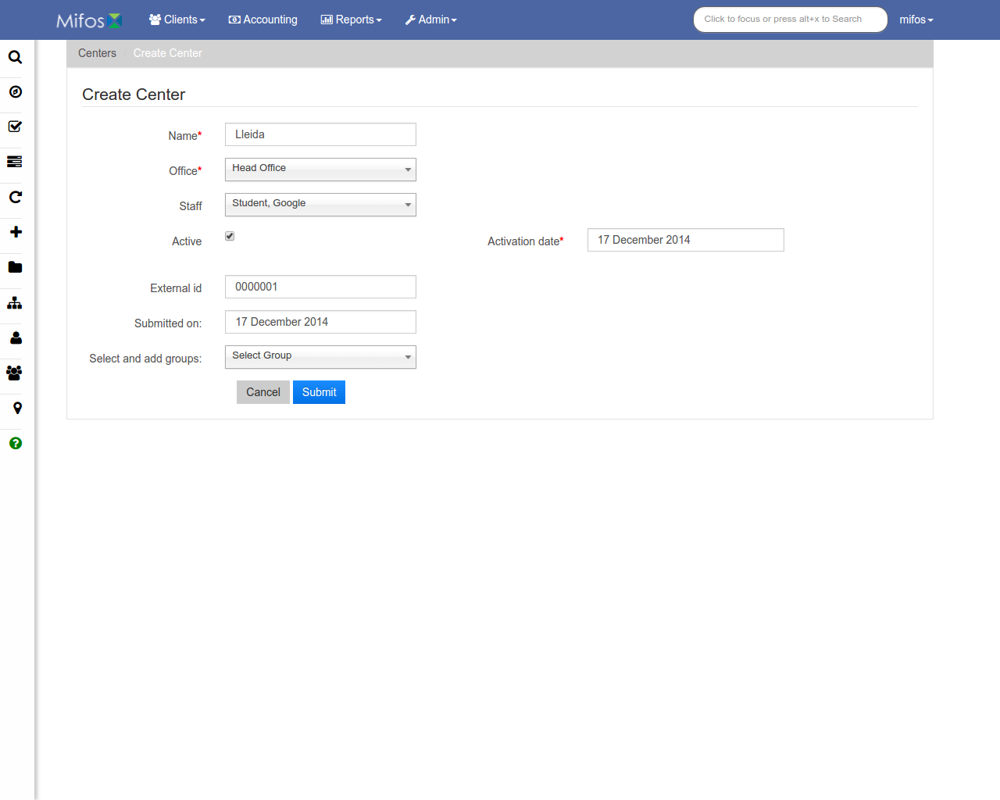 Mifos Clients Accounting Reports Admin Click to focus or press alt+x to Search mifos
Centers Create Center
Create Center
Name* Lleida
Office* Head Office
Staff Student, Google
Active Activation date* 17 December 2014
External id 0000001
Submitted on: 17 December 2014
Select and add groups: Select Group
Cancel Submit